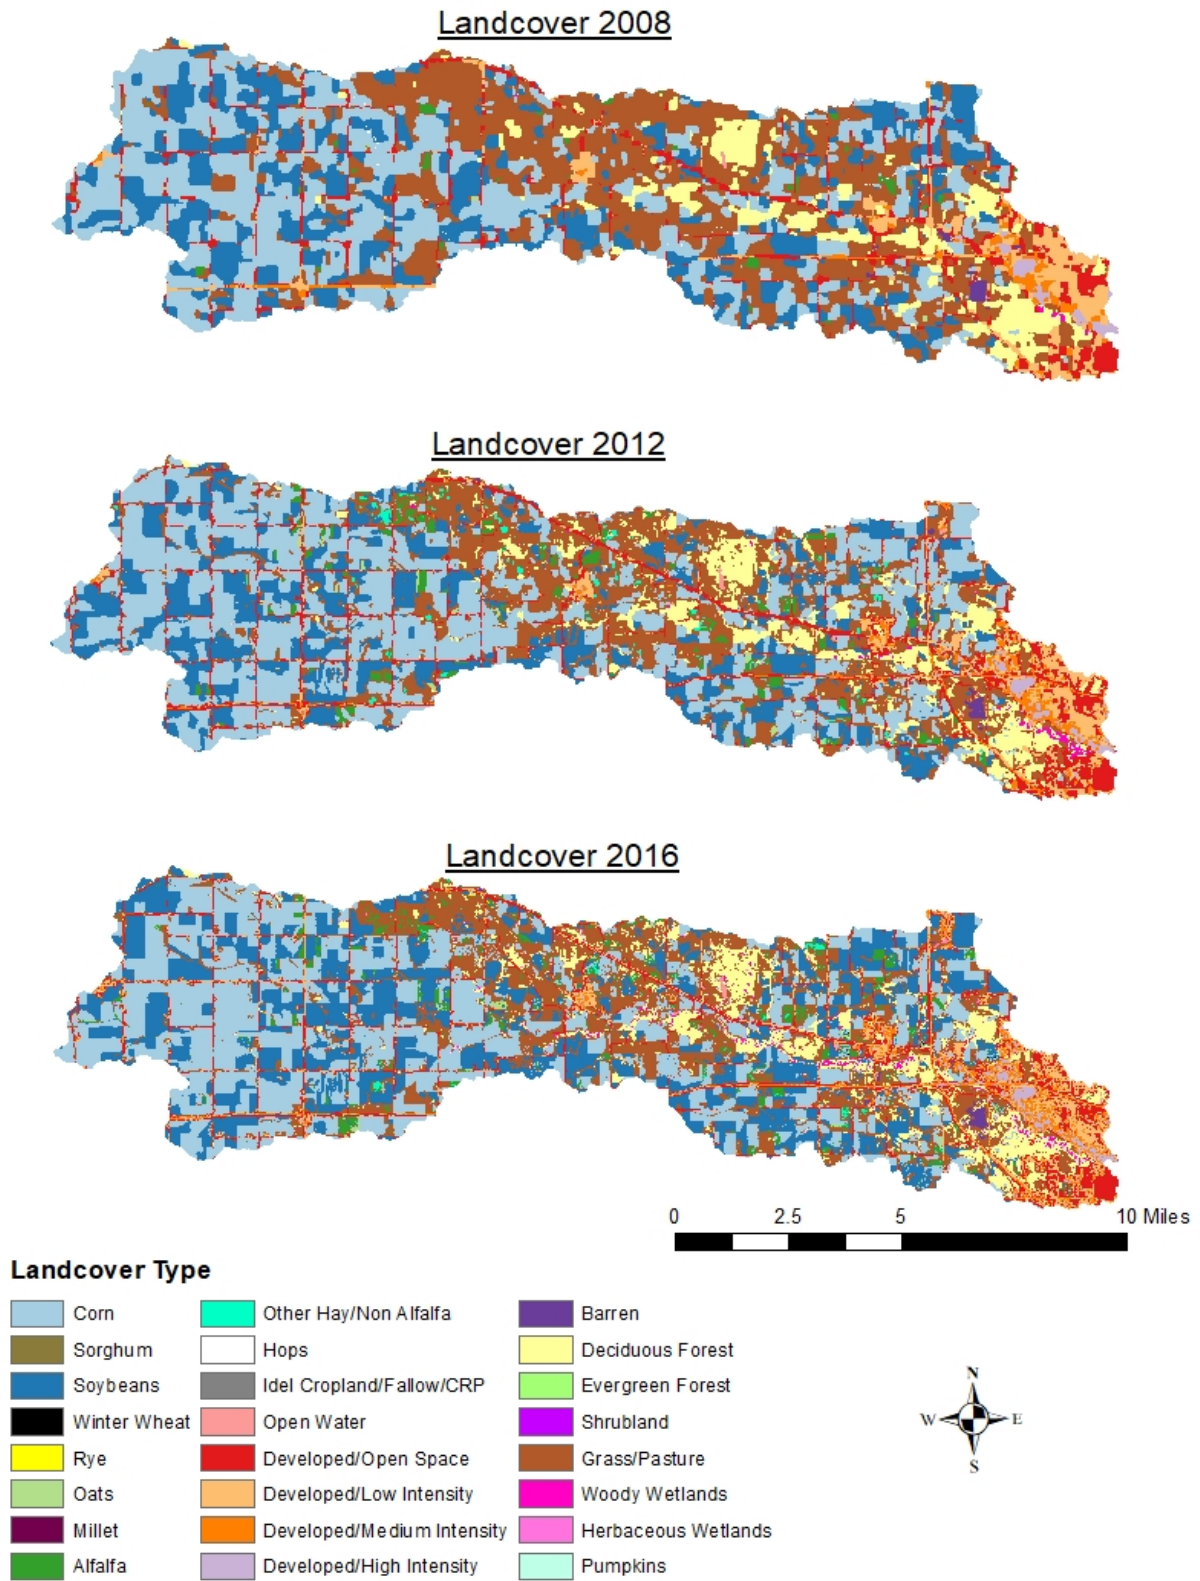 Landcover 2008
Landcover 2012
Landcover 2016
0 2.5 5 10 Miles
Landcover Type
Corn
Sorghum
Soybeans
Winter Wheat
Rye
Oats
Millet
Alfalfa
Other Hay/Non Alfalfa
Hops
Idel Cropland/Fallow/CRP
Open Water
Developed/Open Space
Developed/Low Intensity
Developed/Medium Intensity
Developed/High Intensity
Barren
Deciduous Forest
Evergreen Forest
Shrubland
Grass/Pasture
Woody Wetlands
Herbaceous Wetlands
Pumpkins
N
W E
S